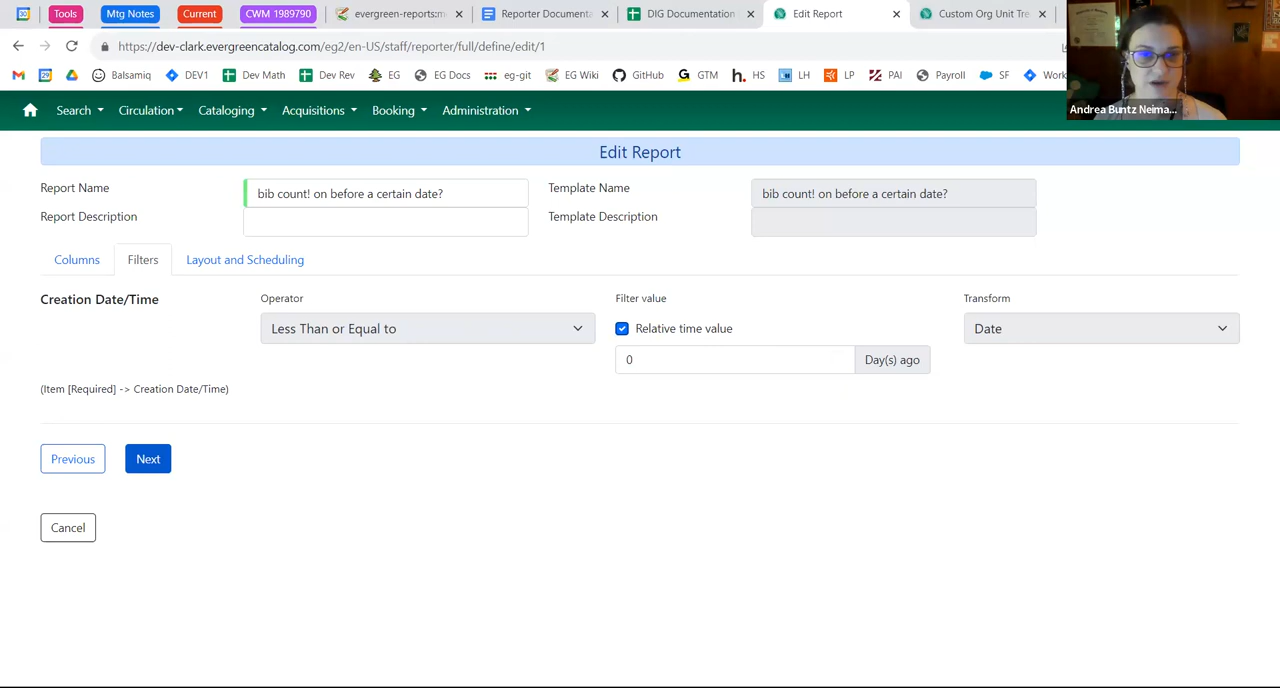 30 Tools Mtg Notes Current CWM 1989790 evergreen-reports:m Reporter Documenta DIG Documentation Edit Report Custom Org Unit Tre
https://dev-clark.evergreencatalog.com/eg2/en-US/staff/reporter/full/define/edit/1
Balsamiq DEV1 Dev Math Dev Rev EG EG Docs eg-git EG Wiki GitHub GTM HS LH LP PAI Payroll SF Work
Andrea Buntz Neima...
Search Circulation Cataloging Acquisitions Booking Administration
Edit Report
Report Name bib count! on before a certain date? Template Name bib count! on before a certain date?
Report Description Template Description
Columns Filters Layout and Scheduling
Creation Date/Time Operator Filter value Transform
Less Than or Equal to Relative time value Date
0 Day(s) ago
(Item [Required] -> Creation Date/Time)
Previous Next
Cancel